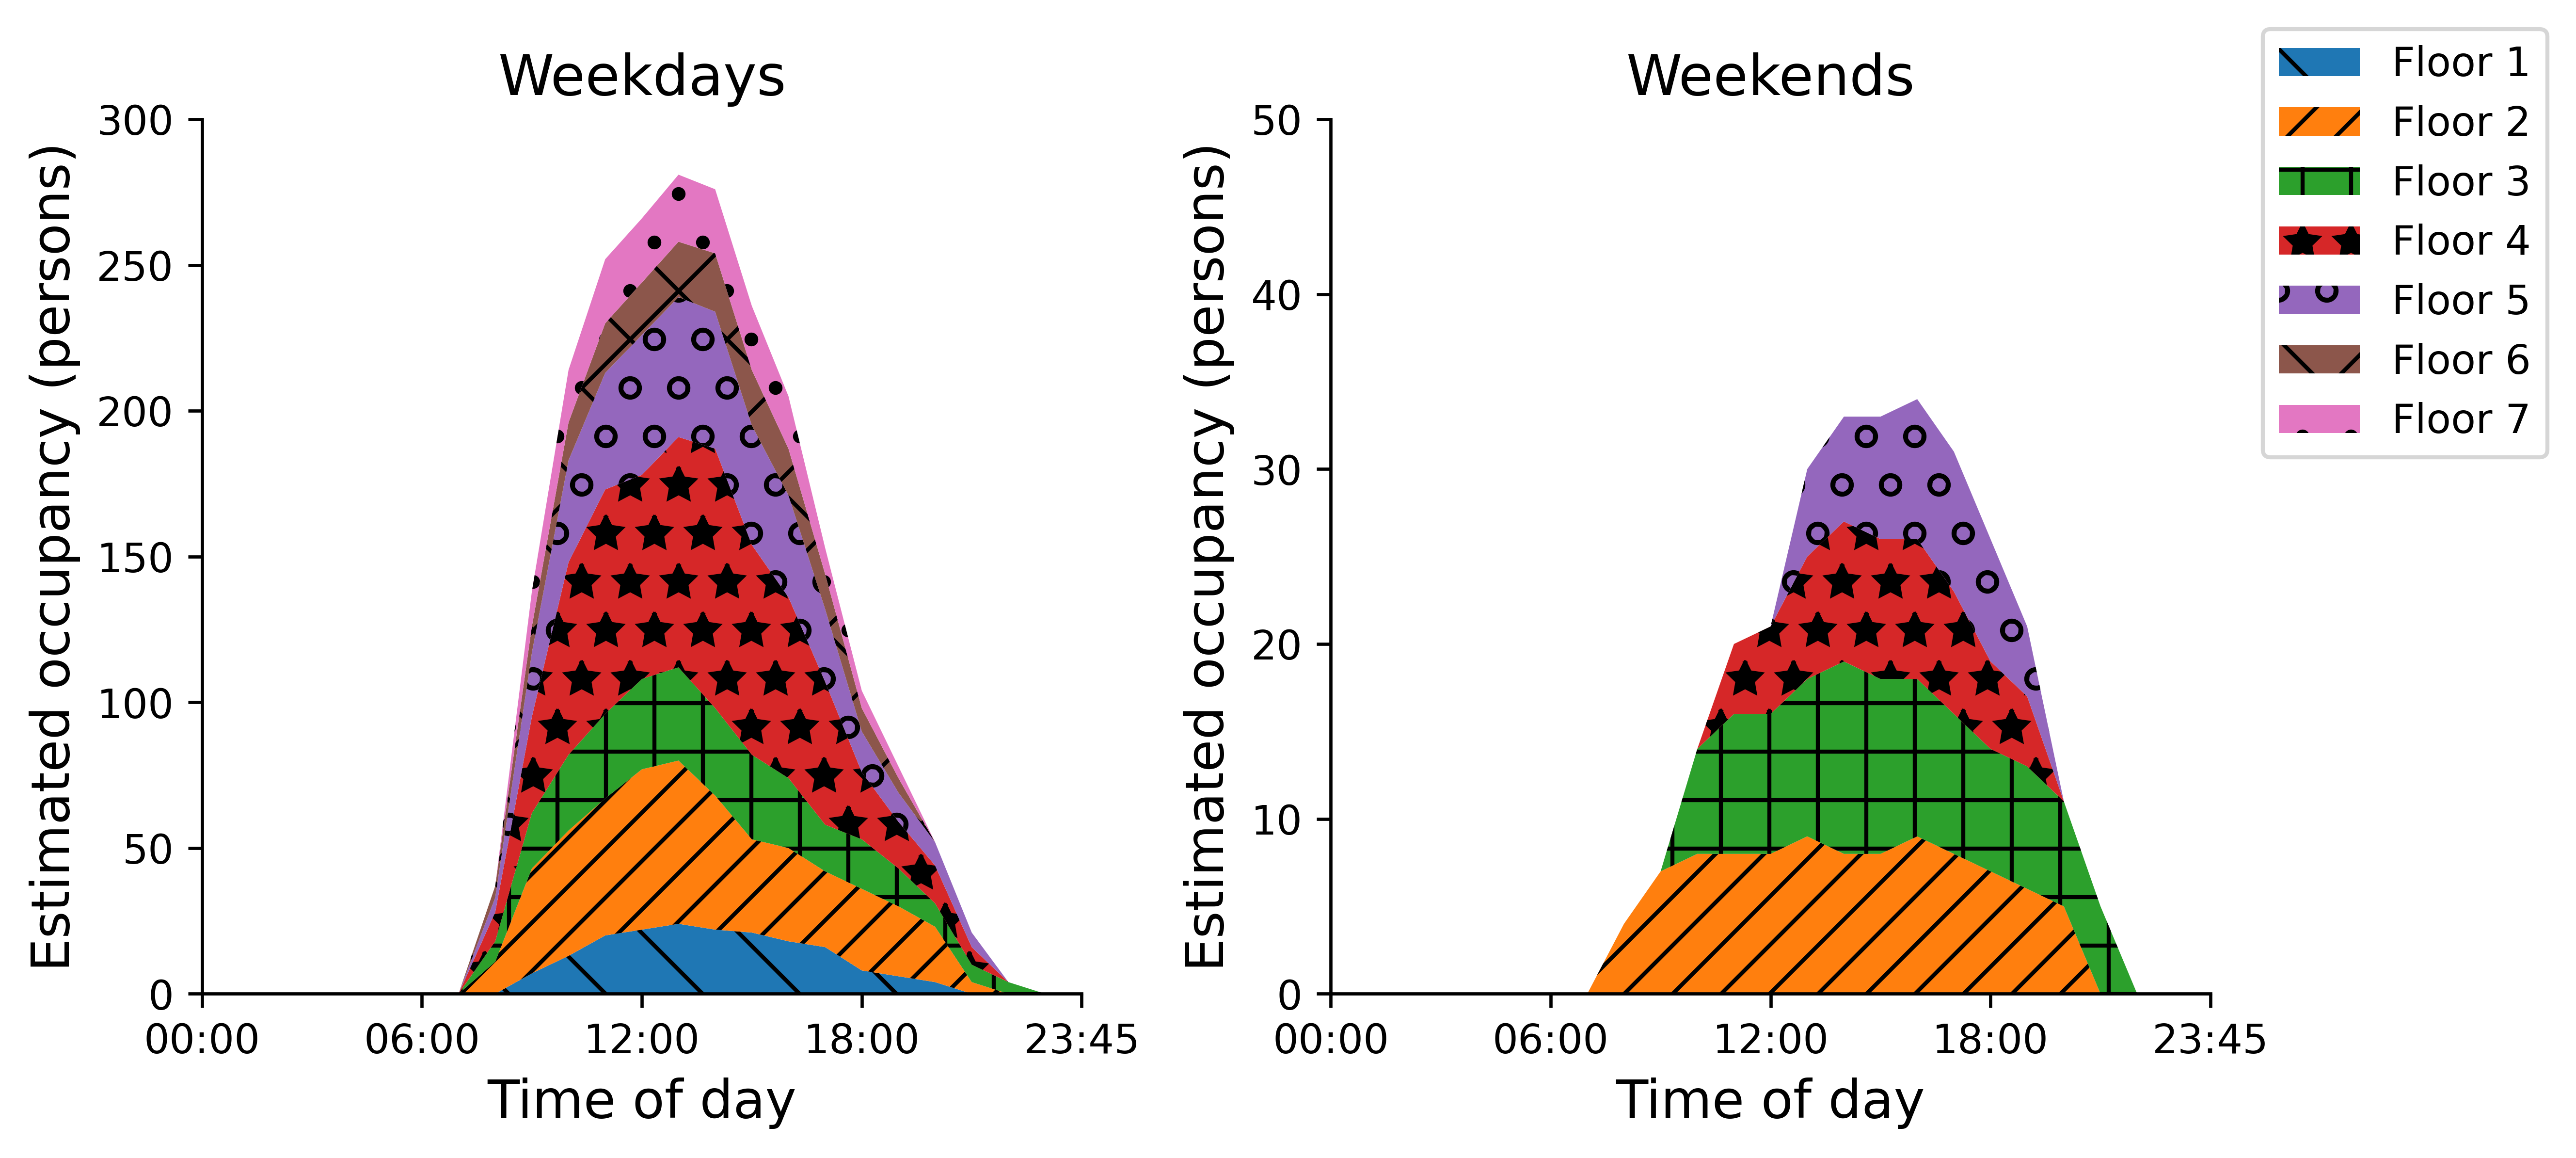 Weekdays
Estimated occupancy (persons)
300
250
200
150
100
50
0
00:00 06:00 12:00 18:00 23:45
Time of day
Weekends
Estimated occupancy (persons)
50
40
30
20
10
0
00:00 06:00 12:00 18:00 23:45
Time of day
Floor 1
Floor 2
Floor 3
Floor 4
Floor 5
Floor 6
Floor 7